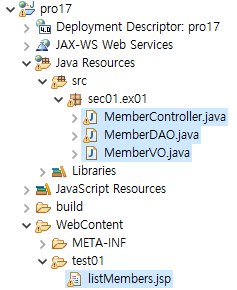 pro17
Deployment Descriptor: pro17
JAX-WS Web Services
Java Resources
src
sec01.ex01
MemberController.java
MemberDAO.java
MemberVO.java
Libraries
JavaScript Resources
build
WebContent
META-INF
test01
listMembers.jsp